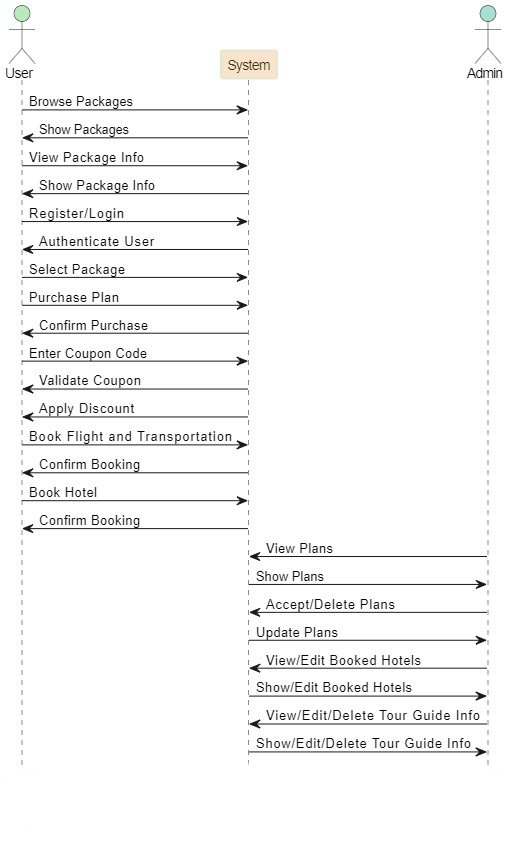 User
System
Admin
Browse Packages
Show Packages
View Package Info
Show Package Info
Register/Login
Authenticate User
Select Package
Purchase Plan
Confirm Purchase
Enter Coupon Code
Validate Coupon
Apply Discount
Book Flight and Transportation
Confirm Booking
Book Hotel
Confirm Booking
View Plans
Show Plans
Accept/Delete Plans
Update Plans
View/Edit Booked Hotels
Show/Edit Booked Hotels
View/Edit/Delete Tour Guide Info
Show/Edit/Delete Tour Guide Info